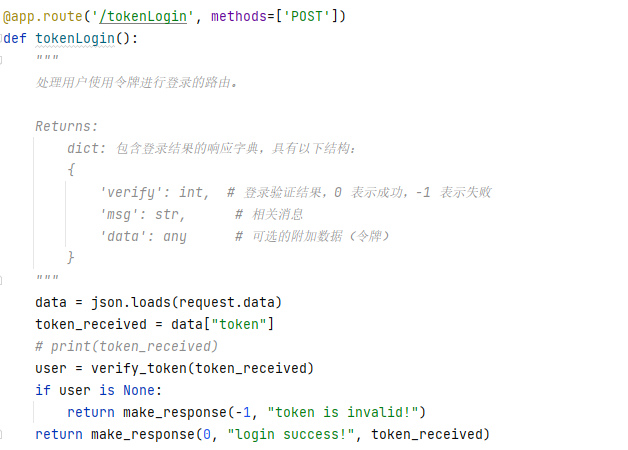 @app.route('/tokenLogin', methods=['POST'])
def tokenLogin():
    """
    处理用户使用令牌进行登录的路由。

    Returns:
        dict: 包含登录结果的响应字典，具有以下结构：
        {
            'verify': int,  # 登录验证结果，0 表示成功，-1 表示失败
            'msg': str,      # 相关消息
            'data': any      # 可选的附加数据（令牌）
        }
    """
    data = json.loads(request.data)
    token_received = data["token"]
    # print(token_received)
    user = verify_token(token_received)
    if user is None:
        return make_response(-1, "token is invalid!")
    return make_response(0, "login success!", token_received)